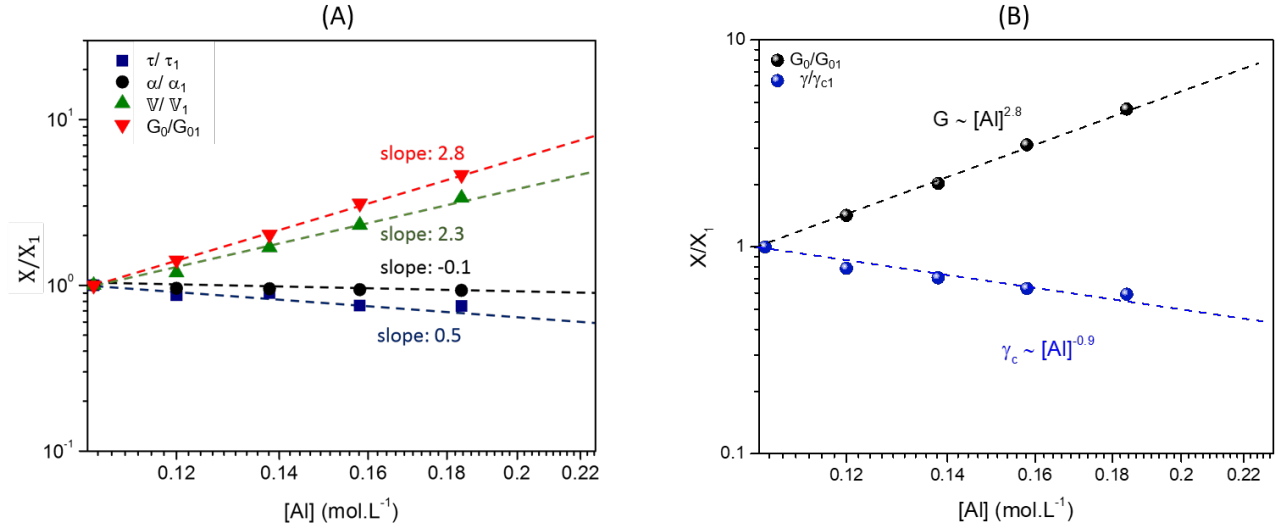 (A)
τ/ τ₁
α/ α₁
𝕍/ 𝕍₁
G₀/G₀₁
slope: 2.8
slope: 2.3
slope: -0.1
slope: 0.5
10¹
10⁰
10⁻¹
X/X₁
0.12 0.14 0.16 0.18 0.2 0.22
[Al] (mol.L⁻¹)
(B)
G₀/G₀₁
γ/γc1
G ~ [Al]²·⁸
γc ~ [Al]⁻⁰·⁹
10
1
0.1
X/X₁
0.12 0.14 0.16 0.18 0.2 0.22
[Al] (mol.L⁻¹)